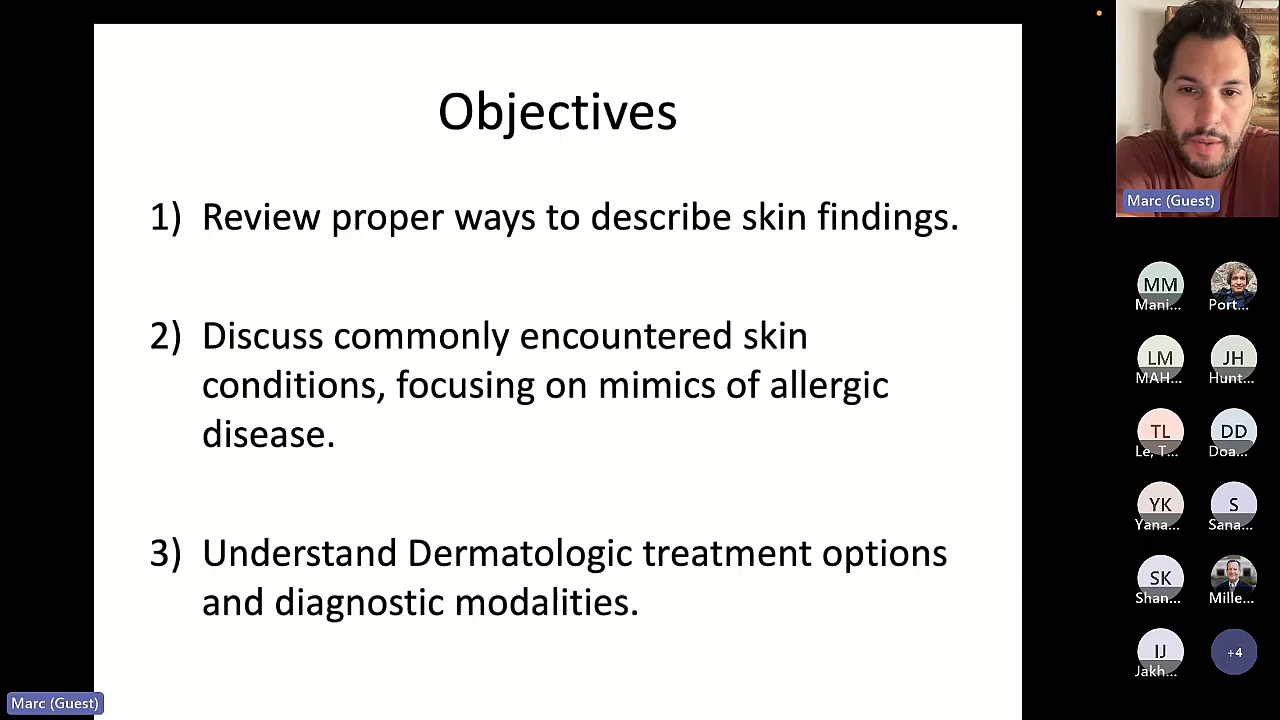 Objectives
1) Review proper ways to describe skin findings.
2) Discuss commonly encountered skin
conditions, focusing on mimics of allergic
disease.
3) Understand Dermatologic treatment options
and diagnostic modalities.
Marc (Guest)
Marc (Guest)
MM
Mani...
Port...
LM
MAH...
JH
Hunt...
TL
Le, T...
DD
Doa...
YK
Yana...
S
Sana...
SK
Shan...
Mille...
IJ
Jakh...
+4